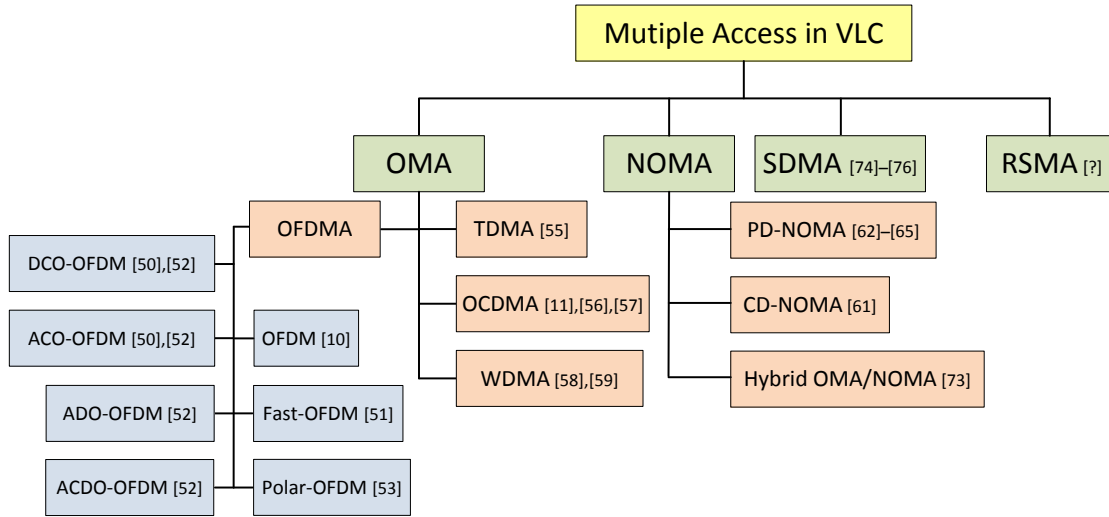 Mutiple Access in VLC
OMA
NOMA
SDMA [74]–[76]
RSMA [?]
OFDMA
TDMA [55]
PD-NOMA [62]–[65]
DCO-OFDM [50],[52]
OCDMA [11],[56],[57]
CD-NOMA [61]
ACO-OFDM [50],[52]
OFDM [10]
WDMA [58],[59]
Hybrid OMA/NOMA [73]
ADO-OFDM [52]
Fast-OFDM [51]
ACDO-OFDM [52]
Polar-OFDM [53]